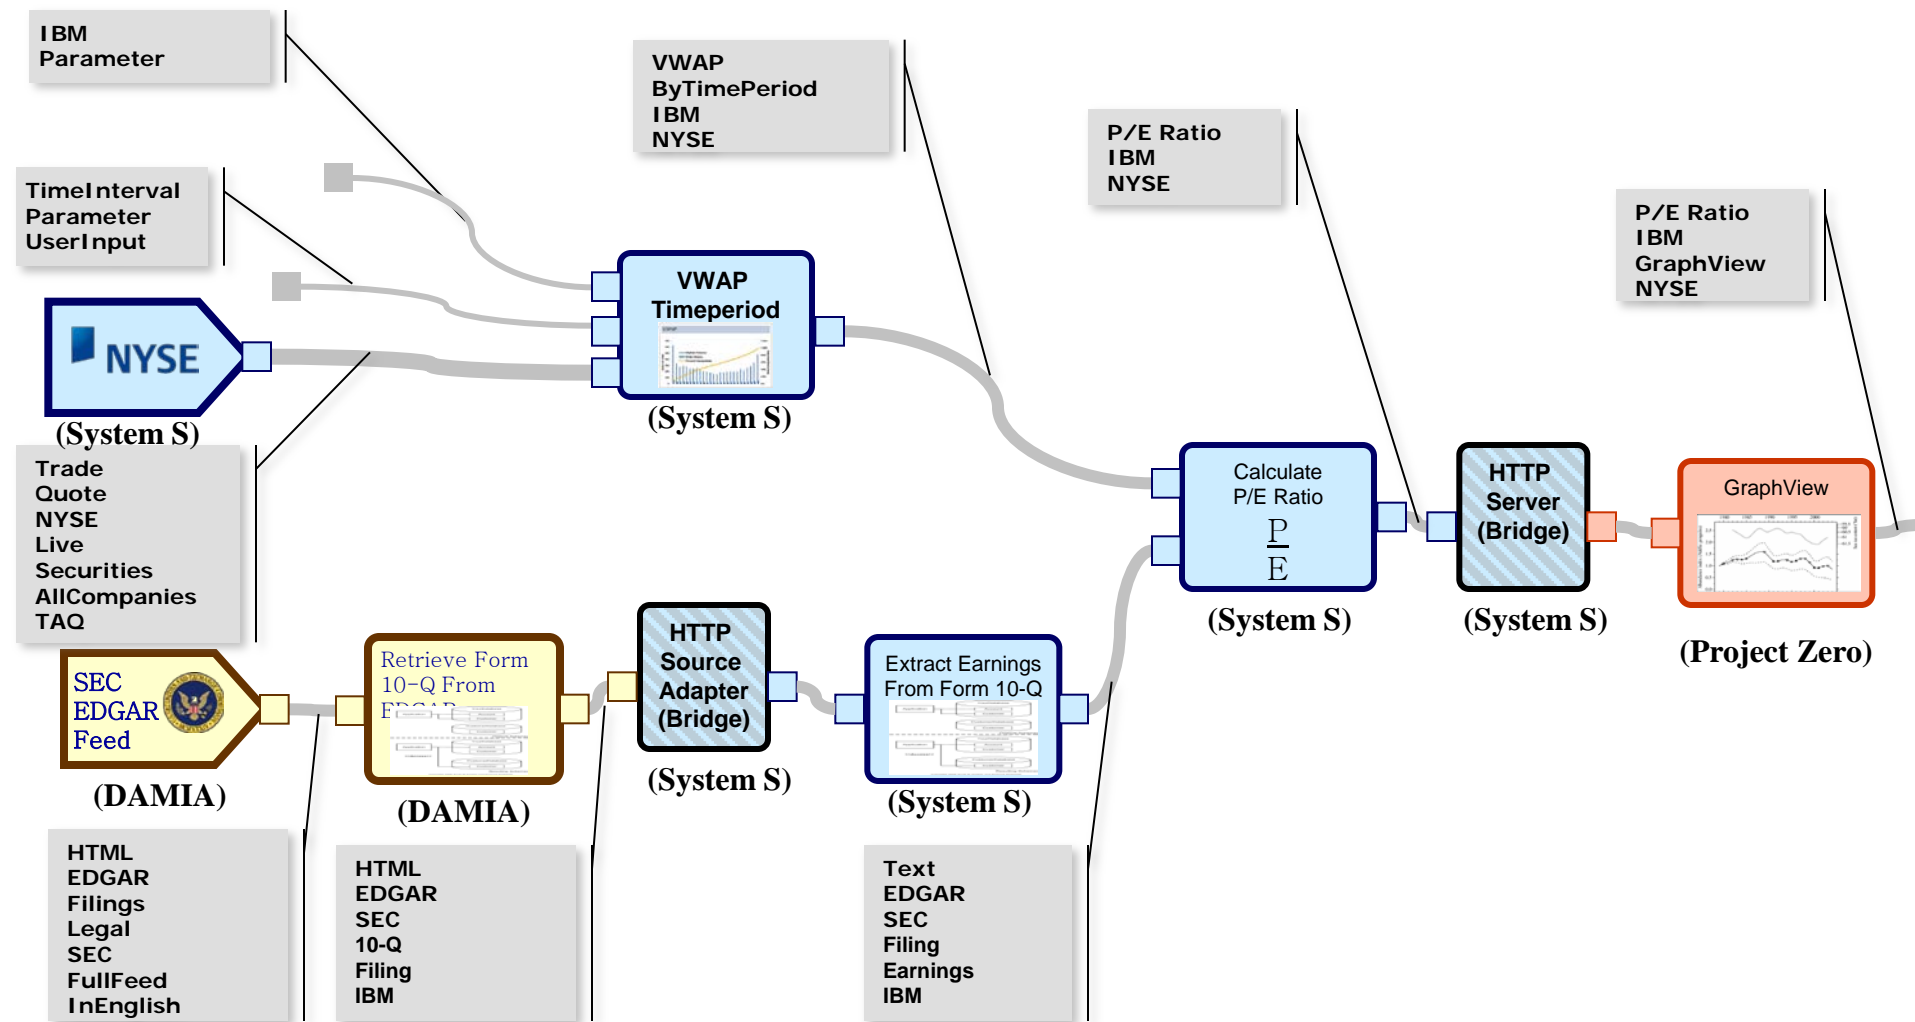 IBM
Parameter
VWAP
ByTimePeriod
IBM
NYSE
P/E Ratio
IBM
NYSE
TimeInterval
Parameter
UserInput
P/E Ratio
IBM
GraphView
NYSE
NYSE
(System S)
VWAP
Timeperiod
(System S)
Trade
Quote
NYSE
Live
Securities
AllCompanies
TAQ
Calculate
P/E Ratio
P
E
(System S)
HTTP
Server
(Bridge)
(System S)
GraphView
(Project Zero)
SEC
EDGAR
Feed
(DAMIA)
Retrieve Form
10-Q From
EDGAR
(DAMIA)
HTTP
Source
Adapter
(Bridge)
(System S)
Extract Earnings
From Form 10-Q
(System S)
HTML
EDGAR
Filings
Legal
SEC
FullFeed
InEnglish
HTML
EDGAR
SEC
10-Q
Filing
IBM
Text
EDGAR
SEC
Filing
Earnings
IBM